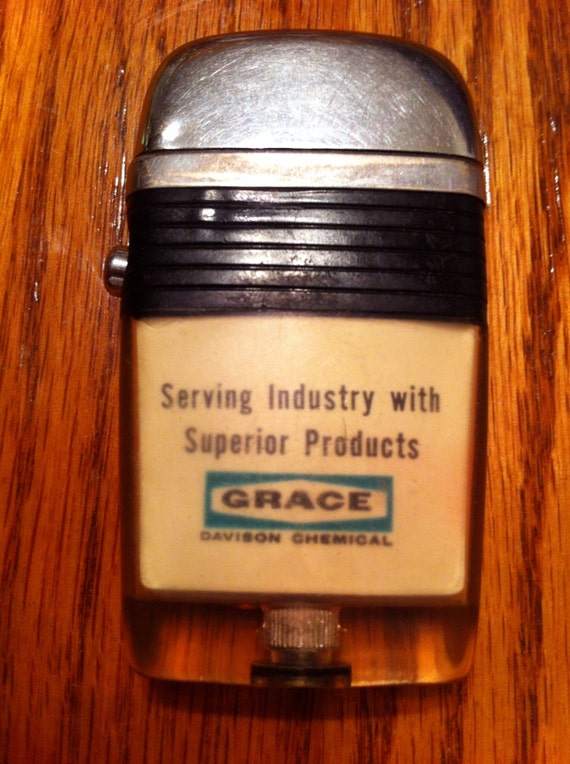 Serving Industry with
Superior Products
GRACE
DAVISON CHEMICAL